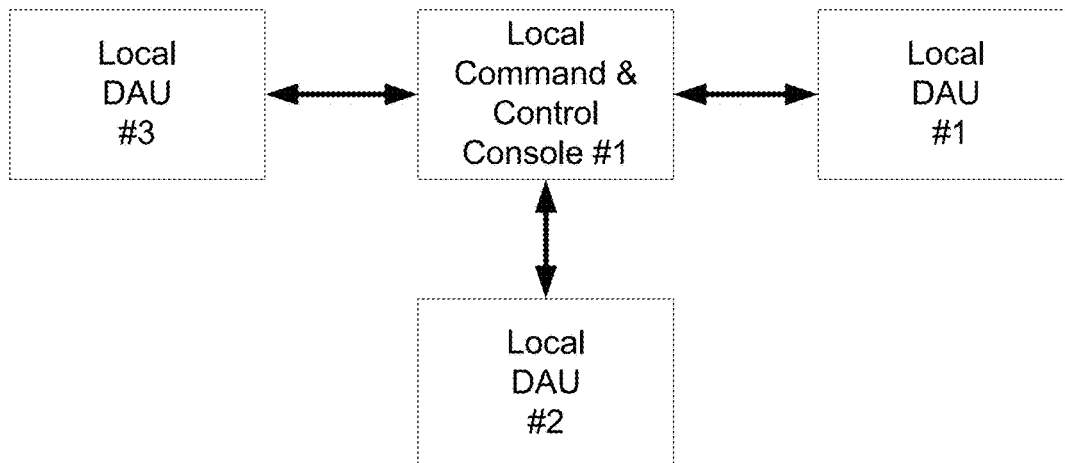 Local
DAU
#3
Local
Command &
Control
Console #1
Local
DAU
#1
Local
DAU
#2